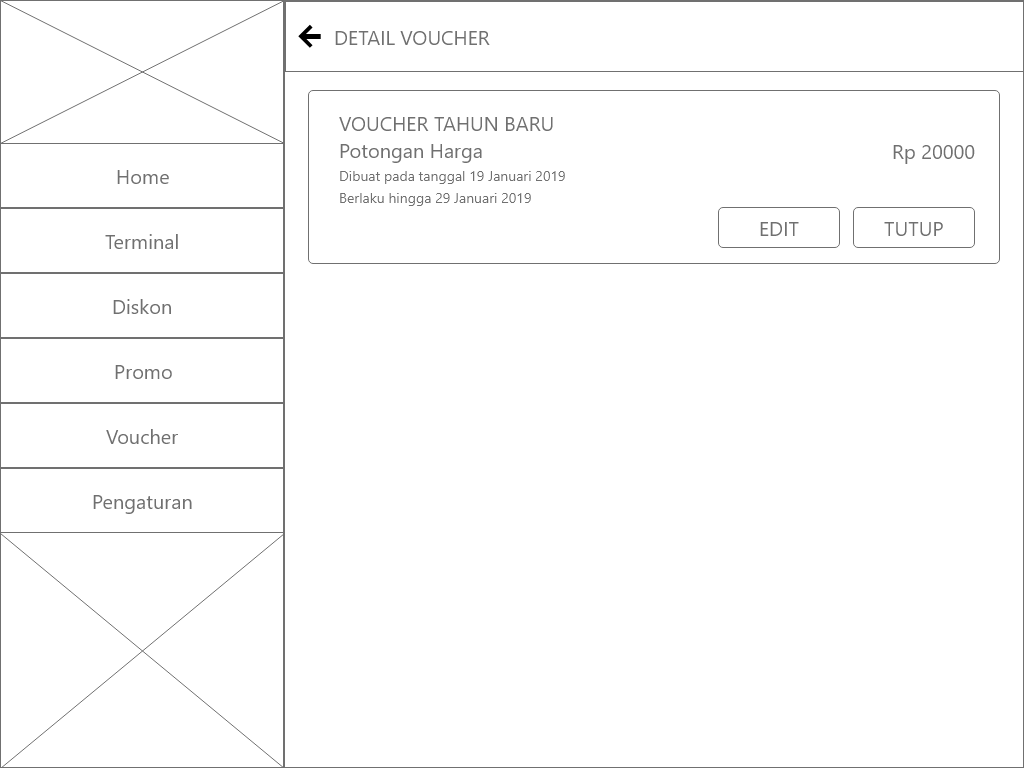 DETAIL VOUCHER
VOUCHER TAHUN BARU
Potongan Harga
Rp 20000
Dibuat pada tanggal 19 Januari 2019
Berlaku hingga 29 Januari 2019
EDIT
TUTUP
Home
Terminal
Diskon
Promo
Voucher
Pengaturan